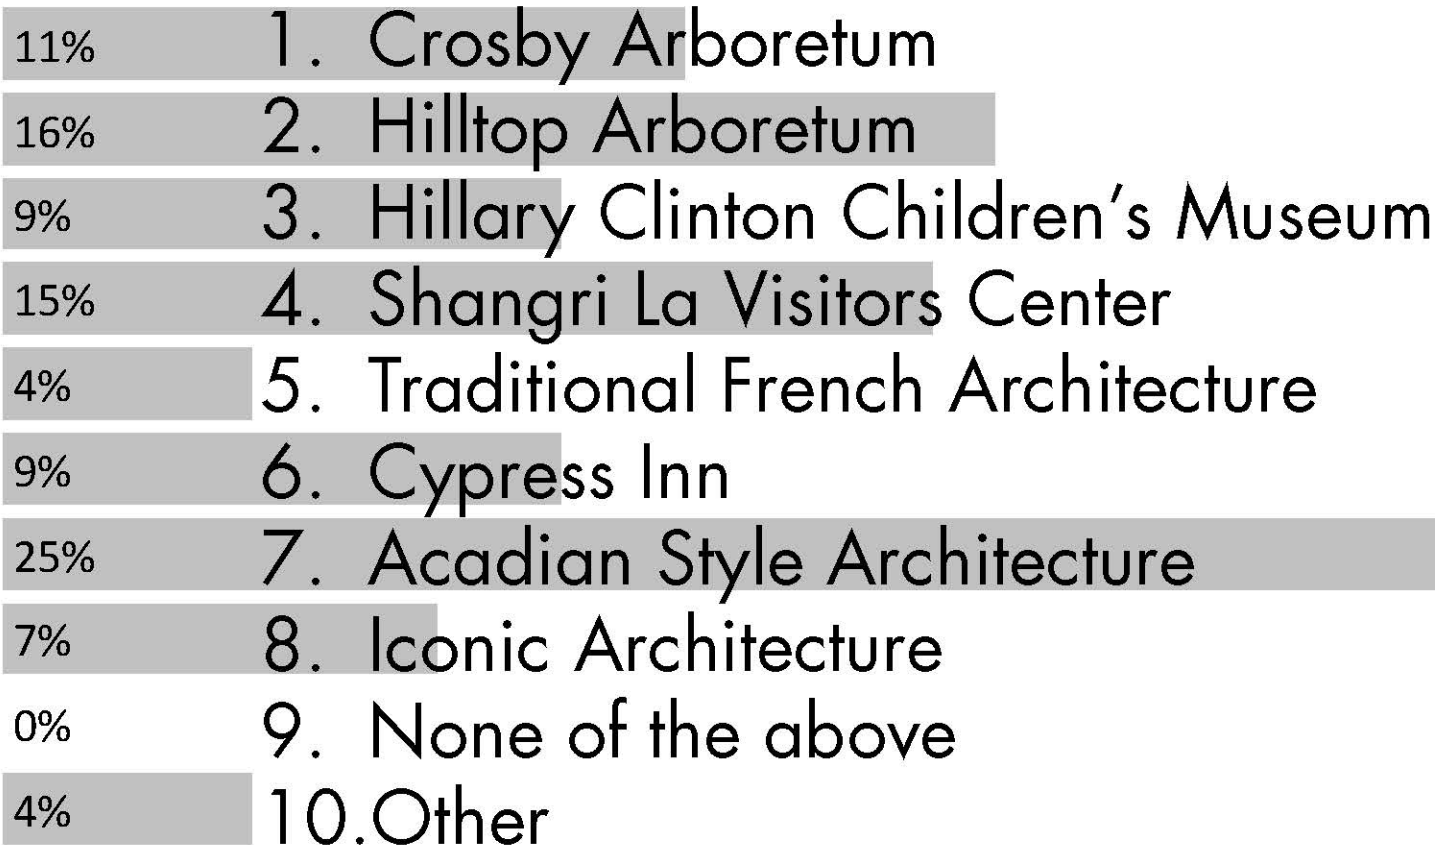 11% 1. Crosby Arboretum
16% 2. Hilltop Arboretum
9% 3. Hillary Clinton Children’s Museum
15% 4. Shangri La Visitors Center
4% 5. Traditional French Architecture
9% 6. Cypress Inn
25% 7. Acadian Style Architecture
7% 8. Iconic Architecture
0% 9. None of the above
4% 10. Other